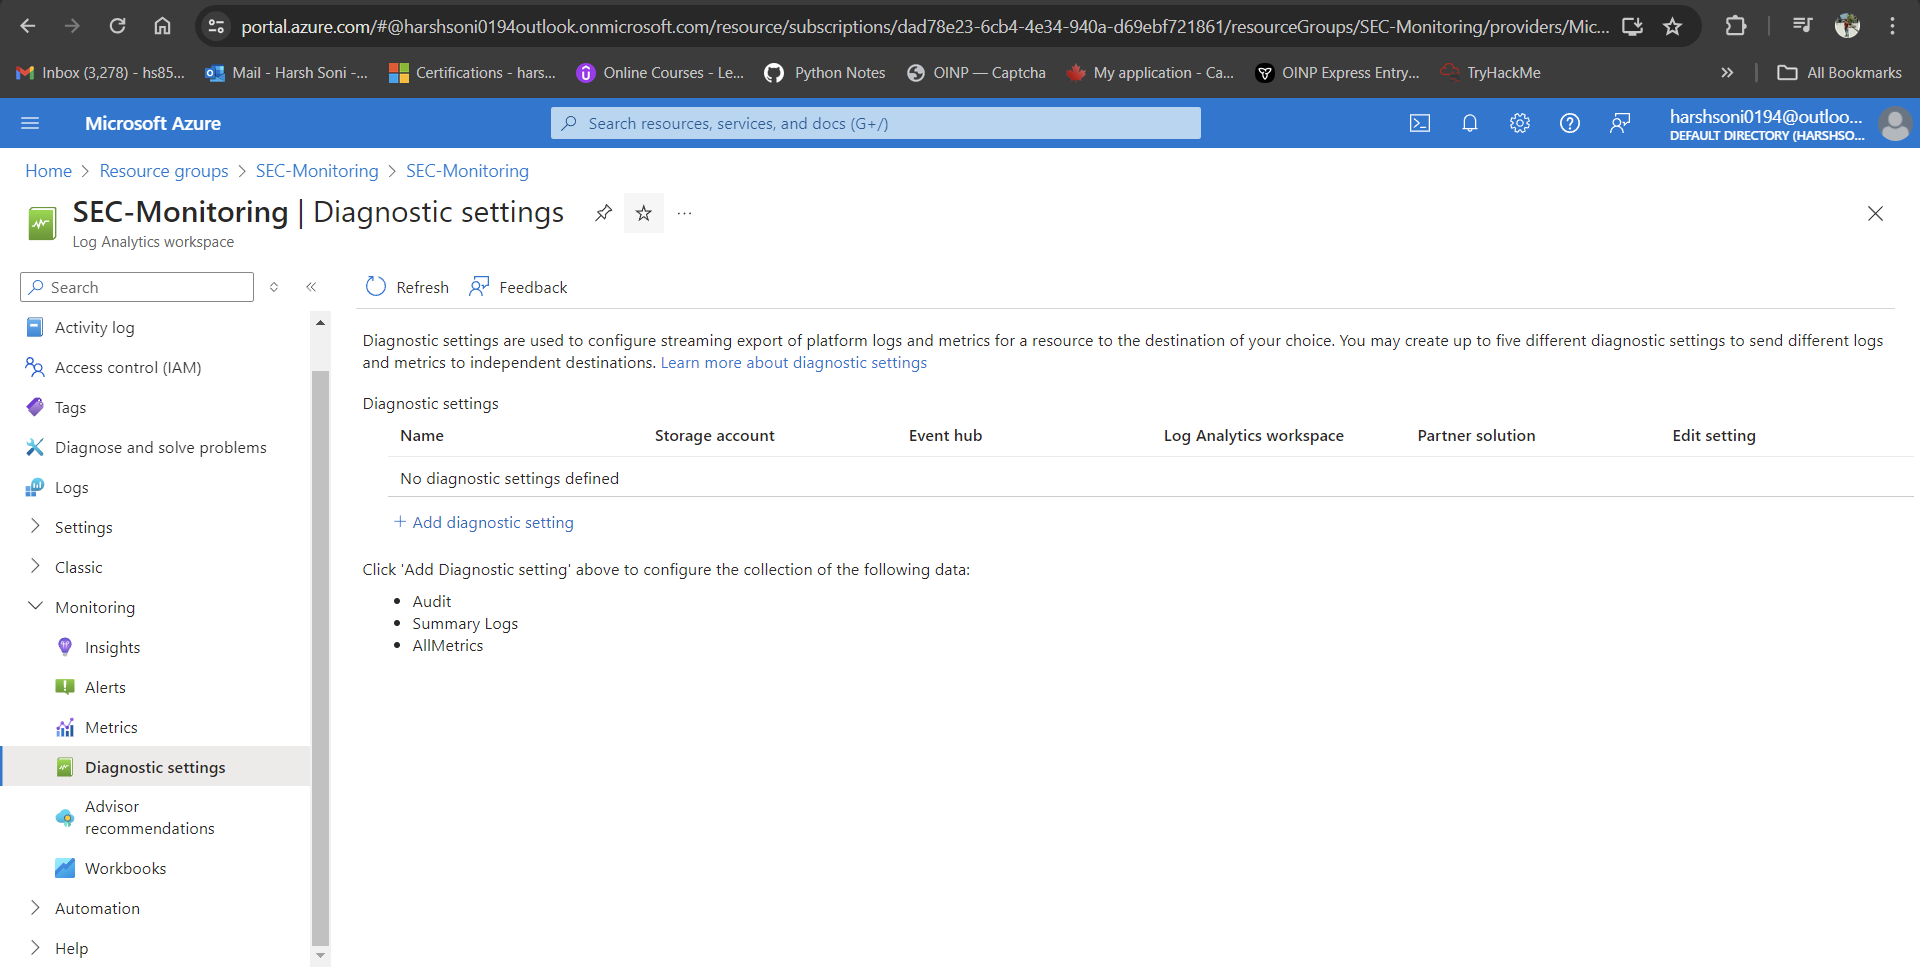 portal.azure.com/#@harshsoni0194outlook.onmicrosoft.com/resource/subscriptions/dad78e23-6cb4-4e34-940a-d69ebf721861/resourceGroups/SEC-Monitoring/providers/Mic...
Inbox (3,278) - hs85... Mail - Harsh Soni -... Certifications - hars... Online Courses - Le... Python Notes OINP — Captcha My application - Ca... OINP Express Entry... TryHackMe » All Bookmarks
Microsoft Azure
Search resources, services, and docs (G+/)
harshsoni0194@outloo...
DEFAULT DIRECTORY (HARSHSO...
Home > Resource groups > SEC-Monitoring > SEC-Monitoring
SEC-Monitoring | Diagnostic settings ...
Log Analytics workspace
Search
Activity log
Access control (IAM)
Tags
Diagnose and solve problems
Logs
Settings
Classic
Monitoring
Insights
Alerts
Metrics
Diagnostic settings
Advisor
recommendations
Workbooks
Automation
Help
Refresh Feedback
Diagnostic settings are used to configure streaming export of platform logs and metrics for a resource to the destination of your choice. You may create up to five different diagnostic settings to send different logs
and metrics to independent destinations. Learn more about diagnostic settings
Diagnostic settings
Name Storage account Event hub Log Analytics workspace Partner solution Edit setting
No diagnostic settings defined
+ Add diagnostic setting
Click 'Add Diagnostic setting' above to configure the collection of the following data:
• Audit
• Summary Logs
• AllMetrics